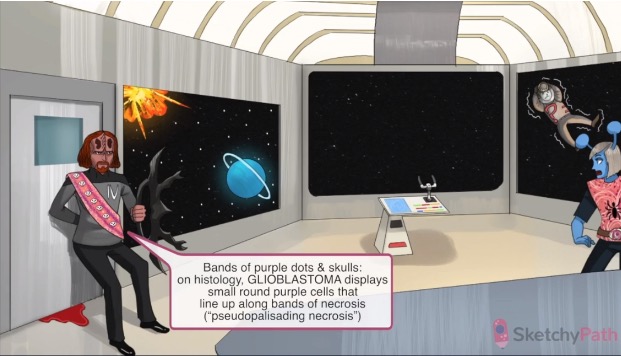 IV
Bands of purple dots & skulls:
on histology, GLIOBLASTOMA displays
small round purple cells that
line up along bands of necrosis
("pseudopalisading necrosis")
SketchyPath